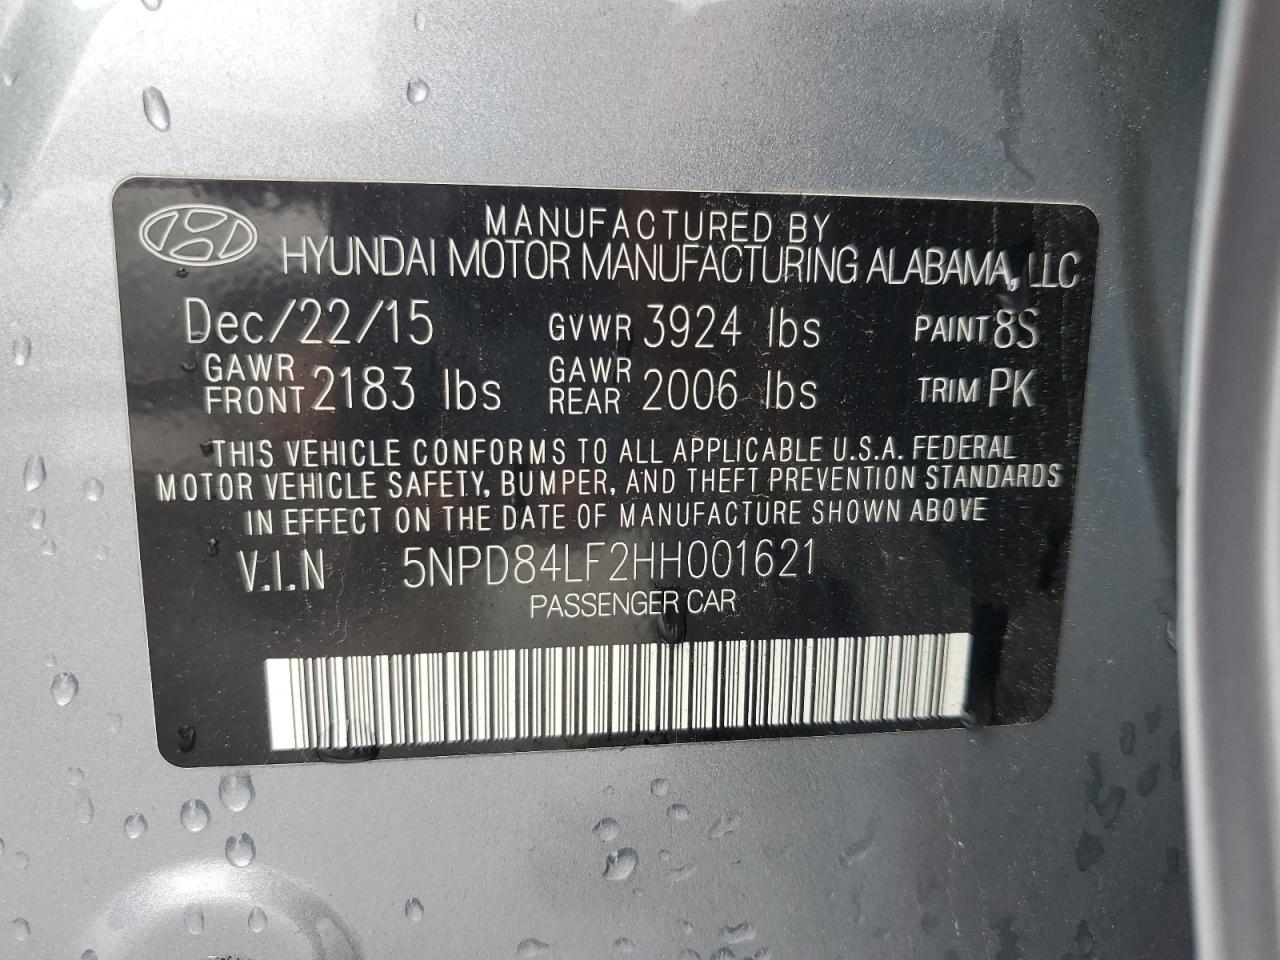 MANUFACTURED BY
HYUNDAI MOTOR MANUFACTURING ALABAMA, LLC
Dec/22/15 GVWR 3924 lbs PAINT 8S
GAWR FRONT 2183 lbs GAWR REAR 2006 lbs TRIM PK
THIS VEHICLE CONFORMS TO ALL APPLICABLE U.S.A. FEDERAL
MOTOR VEHICLE SAFETY, BUMPER, AND THEFT PREVENTION STANDARDS
IN EFFECT ON THE DATE OF MANUFACTURE SHOWN ABOVE
V.I.N 5NPD84LF2HH001621
PASSENGER CAR